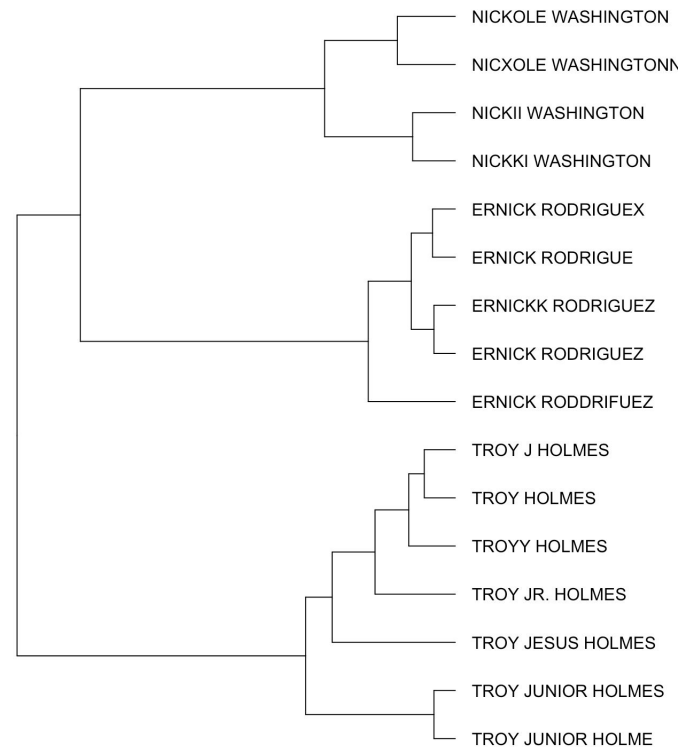 NICKOLE WASHINGTON
NICXOLE WASHINGTONN
NICKII WASHINGTON
NICKKI WASHINGTON
ERNICK RODRIGUEX
ERNICK RODRIGUE
ERNICKK RODRIGUEZ
ERNICK RODRIGUEZ
ERNICK RODDRIFUEZ
TROY J HOLMES
TROY HOLMES
TROYY HOLMES
TROY JR. HOLMES
TROY JESUS HOLMES
TROY JUNIOR HOLMES
TROY JUNIOR HOLME